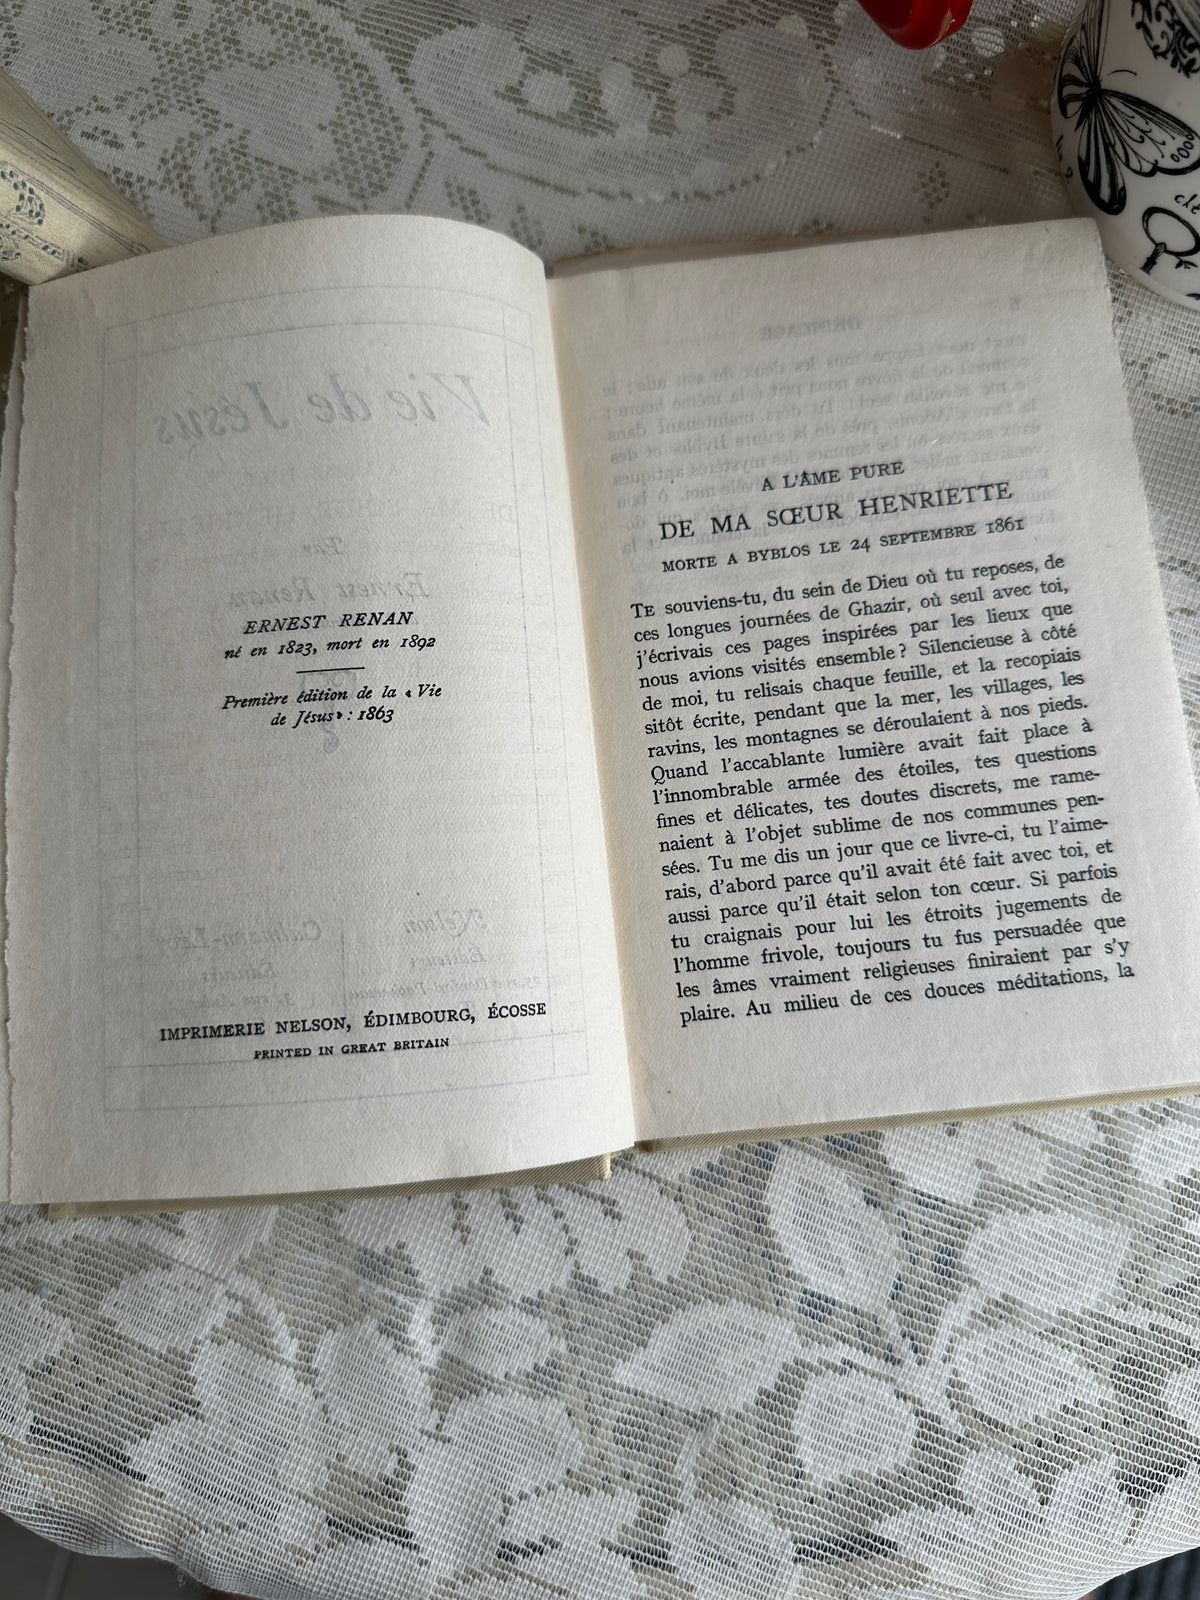 ERNEST RENAN
né en 1823, mort en 1892
Première édition de la « Vie
de Jésus » : 1863
IMPRIMERIE NELSON, ÉDIMBOURG, ÉCOSSE
PRINTED IN GREAT BRITAIN
A L'ÂME PURE
DE MA SŒUR HENRIETTE
MORTE A BYBLOS LE 24 SEPTEMBRE 1861
TE souviens-tu, du sein de Dieu où tu reposes, de
ces longues journées de Ghazir, où seul avec toi,
j'écrivais ces pages inspirées par les lieux que
nous avions visités ensemble ? Silencieuse à côté
de moi, tu relisais chaque feuille, et la recopiais
sitôt écrite, pendant que la mer, les villages, les
ravins, les montagnes se déroulaient à nos pieds.
Quand l'accablante lumière avait fait place à
l'innombrable armée des étoiles, tes questions
fines et délicates, tes doutes discrets, me rame-
naient à l'objet sublime de nos communes pen-
sées. Tu me dis un jour que ce livre-ci, tu l'aime-
rais, d'abord parce qu'il avait été fait avec toi, et
aussi parce qu'il était selon ton cœur. Si parfois
tu craignais pour lui les étroits jugements de
l'homme frivole, toujours tu fus persuadée que
les âmes vraiment religieuses finiraient par s'y
plaire. Au milieu de ces douces méditations, la